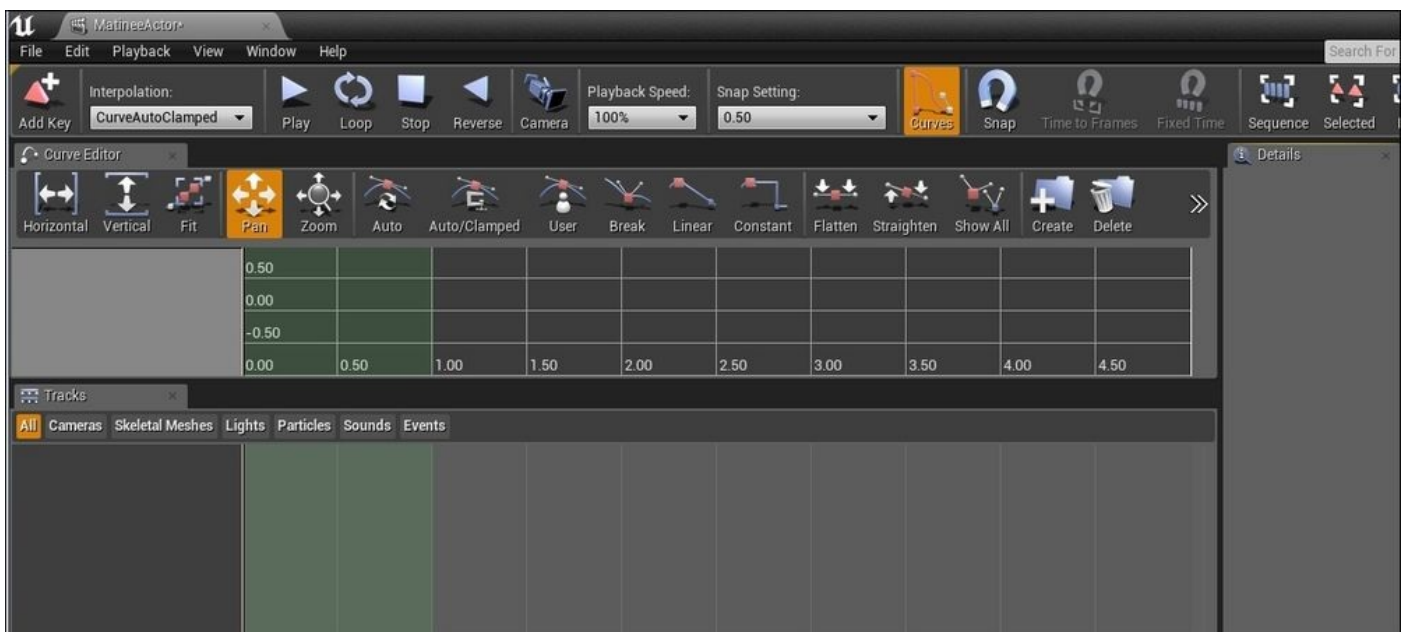 MatineeActor*
File Edit Playback View Window Help
Search For
Add Key Interpolation: CurveAutoClamped Play Loop Stop Reverse Camera Playback Speed: 100% Snap Setting: 0.50 Curves Snap Time to Frames Fixed Time Sequence Selected
Curve Editor
Details
Horizontal Vertical Fit Pan Zoom Auto Auto/Clamped User Break Linear Constant Flatten Straighten Show All Create Delete
0.50
0.00
-0.50
0.00 0.50 1.00 1.50 2.00 2.50 3.00 3.50 4.00 4.50
Tracks
All Cameras Skeletal Meshes Lights Particles Sounds Events